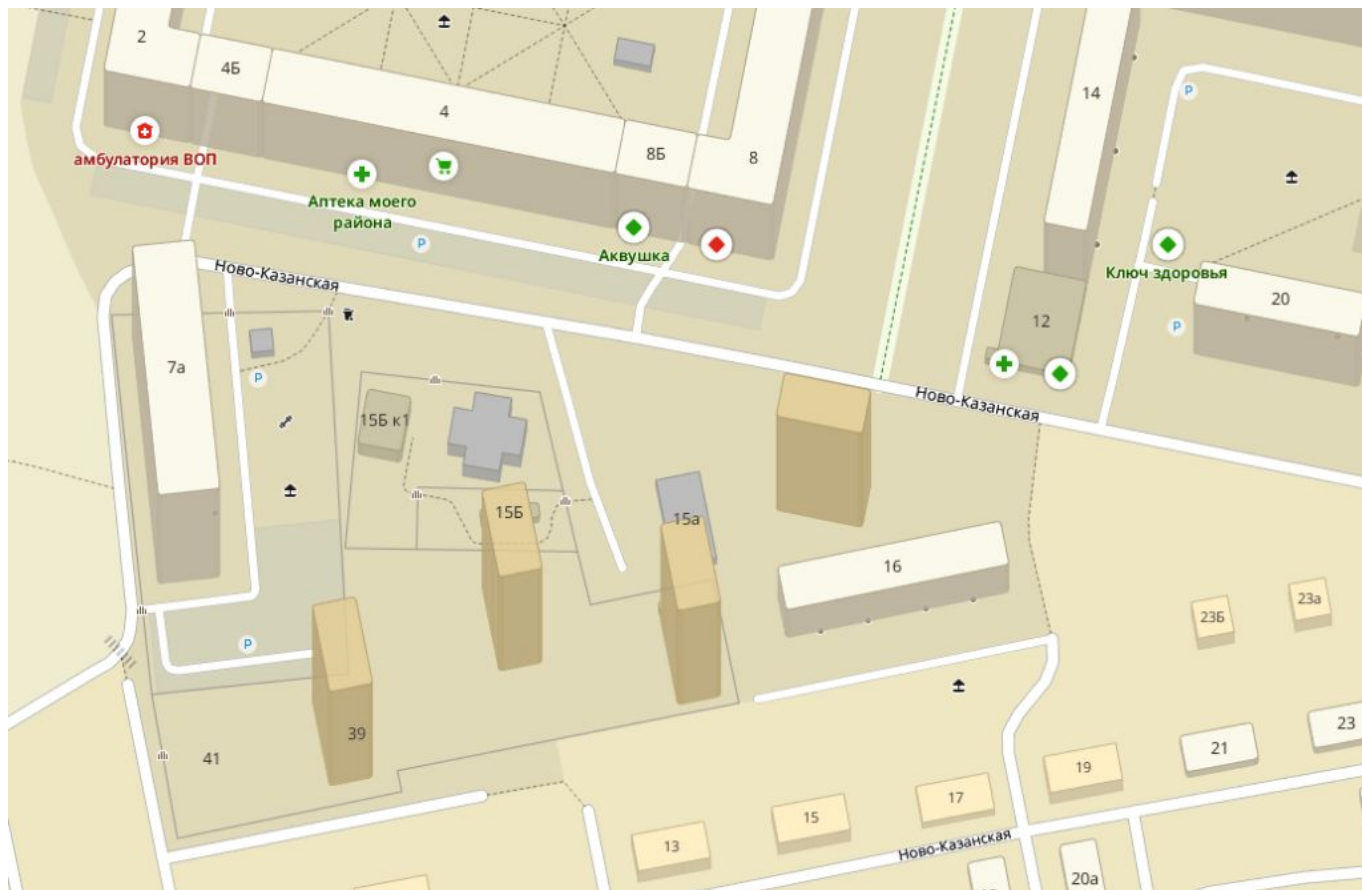 2
4Б
4
8Б
8
14
P
амбулатория ВОП
Аптека моего
района
P
Аквушка
Ключ здоровья
Ново-Казанская
20
12
P
7а
P
15Б к1
Ново-Казанская
15Б
15а
16
23а
23Б
P
39
41
23
21
19
17
15
13
Ново-Казанская
20а